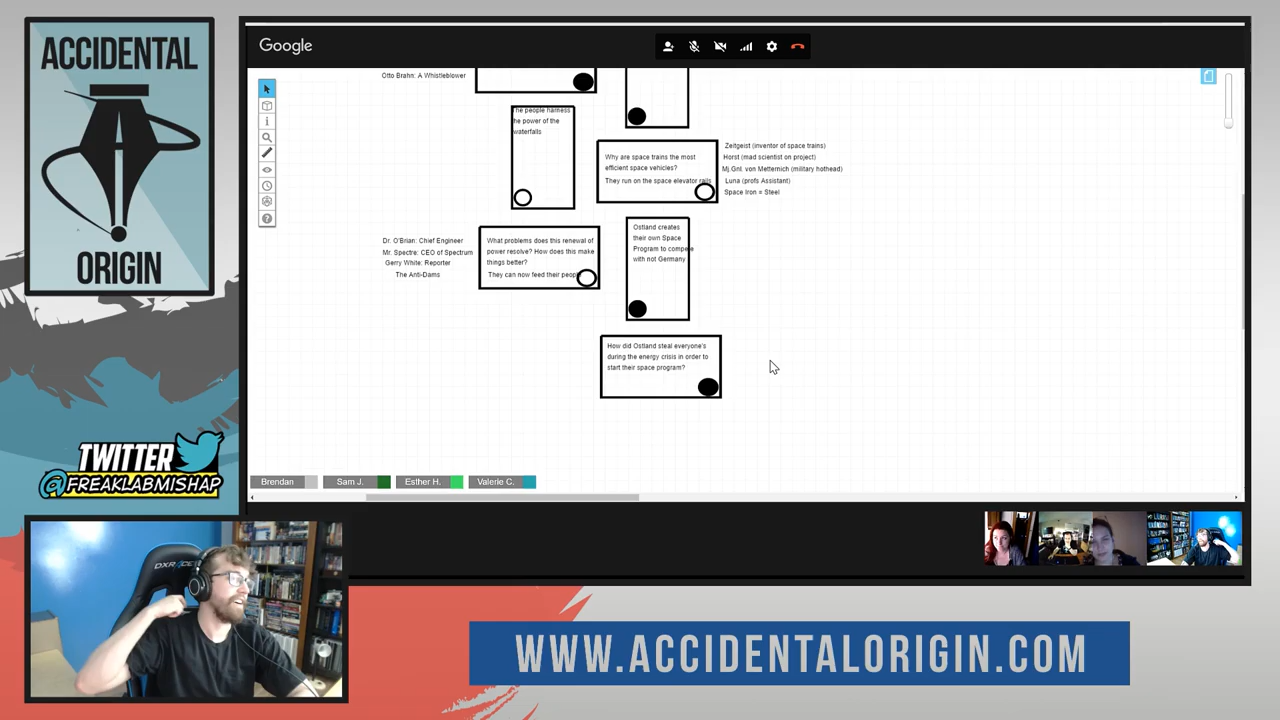 ACCIDENTAL
ORIGIN
Google
Otto Brahn: A Whistleblower
The people harness
the power of the
waterfalls
Why are space trains the most
efficient space vehicles?
They run on the space elevator rails
Zeitgeist (inventor of space trains)
Horst (mad scientist on project)
Mj.Gnl. von Metternich (military hothead)
Luna (profs Assistant)
Space Iron = Steel
Dr. O'Brian: Chief Engineer
Mr. Spectre: CEO of Spectrum
Gerry White: Reporter
The Anti-Dams
What problems does this renewal of
power resolve? How does this make
things better?
They can now feed their people
Ostland creates
their own Space
Program to compete
with not Germany
How did Ostland steal everyone's
during the energy crisis in order to
start their space program?
Brendan
Sam J.
Esther H.
Valerie C.
TWITTER
@FREAKLABMISHAP
DXRACER
WWW.ACCIDENTALORIGIN.COM